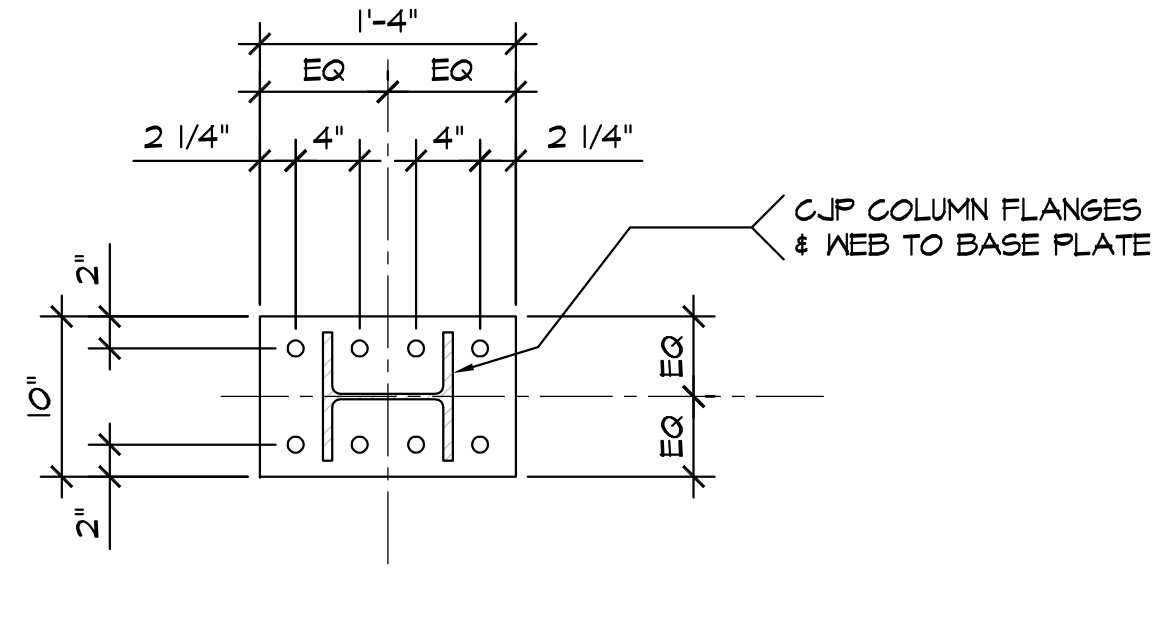 1'-4"
EQ EQ
2 1/4" 4" 4" 2 1/4"
CJP COLUMN FLANGES
& WEB TO BASE PLATE
2"
10"
EQ
EQ
2"